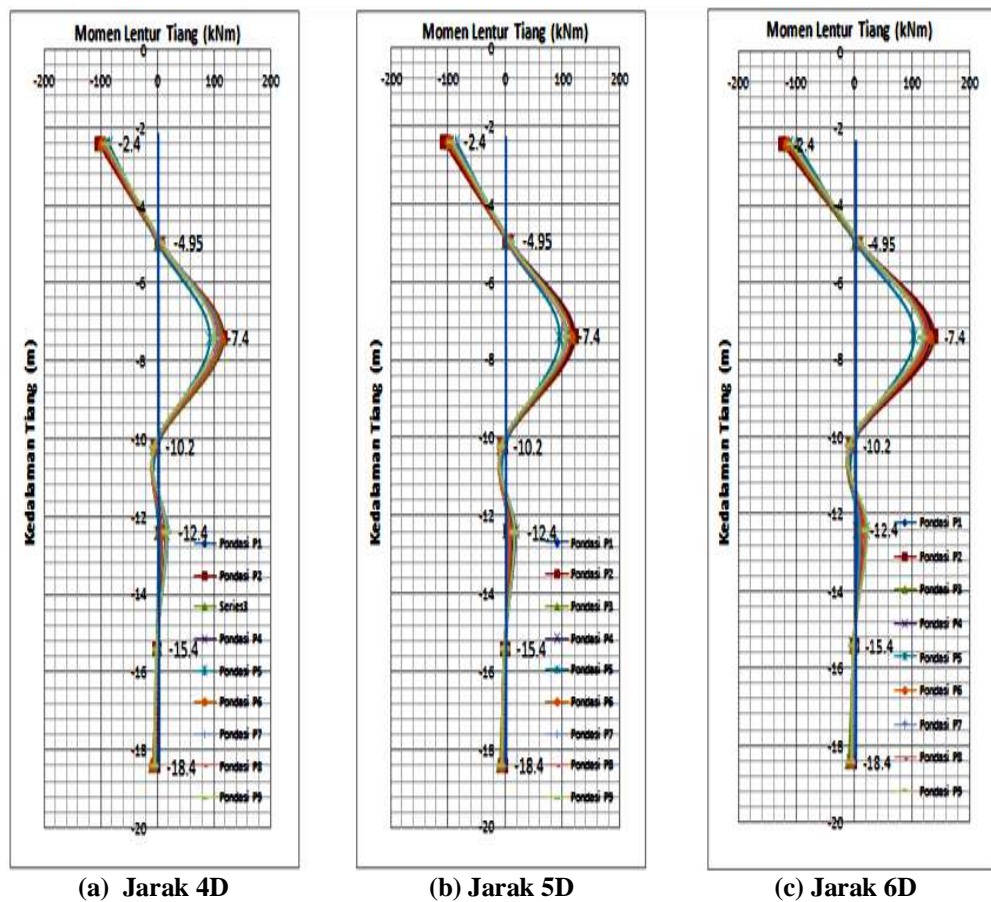 Momen Lentur Tiang (kNm)
-200 -100 0 100 200
Kedalaman Tiang (m)
0
-2
-4
-6
-8
-10
-12
-14
-16
-18
-20
-2.4
-4.95
-7.4
-10.2
-12.4
-15.4
-18.4
Pondasi P1
Pondasi P2
Series3
Pondasi P4
Pondasi P5
Pondasi P6
Pondasi P7
Pondasi P8
Pondasi P9
(a) Jarak 4D
Momen Lentur Tiang (kNm)
-200 -100 0 100 200
Kedalaman Tiang (m)
0
-2
-4
-6
-8
-10
-12
-14
-16
-18
-20
-2.4
-4.95
-7.4
-10.2
-12.4
-15.4
-18.4
Pondasi P1
Pondasi P2
Pondasi P3
Pondasi P4
Pondasi P5
Pondasi P6
Pondasi P7
Pondasi P8
Pondasi P9
(b) Jarak 5D
Momen Lentur Tiang (kNm)
-200 -100 0 100 200
Kedalaman Tiang (m)
0
-2
-4
-6
-8
-10
-12
-14
-16
-18
-20
-2.4
-4.95
-7.4
-10.2
-12.4
-15.4
-18.4
Pondasi P1
Pondasi P2
Pondasi P3
Pondasi P4
Pondasi P5
Pondasi P6
Pondasi P7
Pondasi P8
Pondasi P9
(c) Jarak 6D